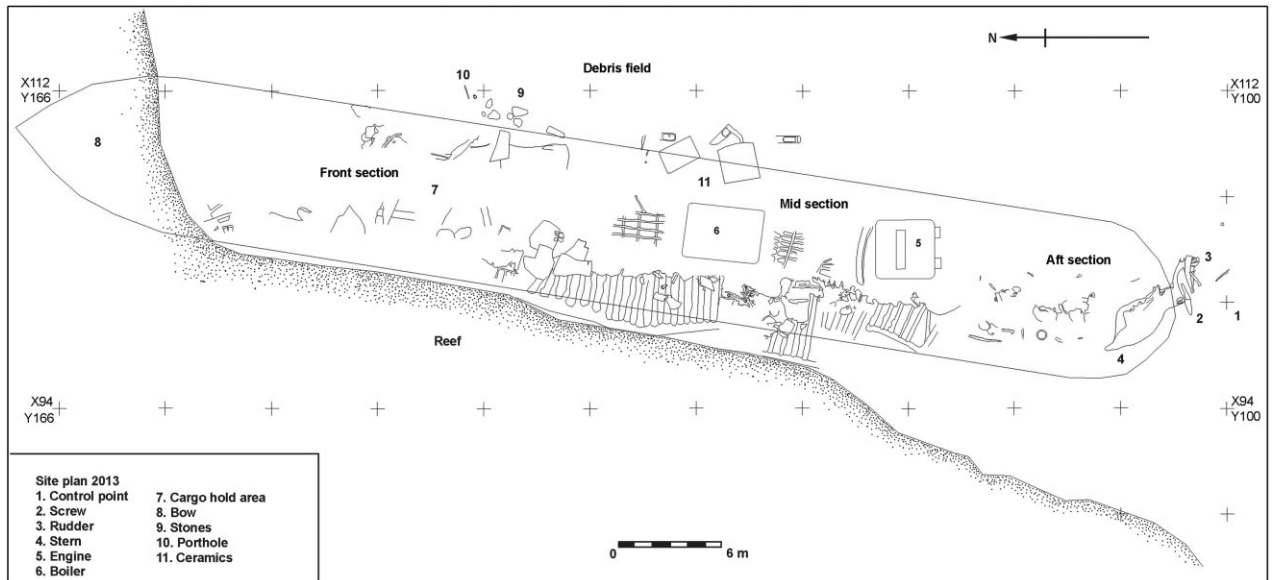 N
Debris field
X112
Y166
10
9
X112
Y100
8
Front section
7
11
Mid section
6
5
Aft section
3
2
1
4
Reef
X94
Y166
X94
Y100
Site plan 2013
1. Control point
2. Screw
3. Rudder
4. Stern
5. Engine
6. Boiler
7. Cargo hold area
8. Bow
9. Stones
10. Porthole
11. Ceramics
0 6 m